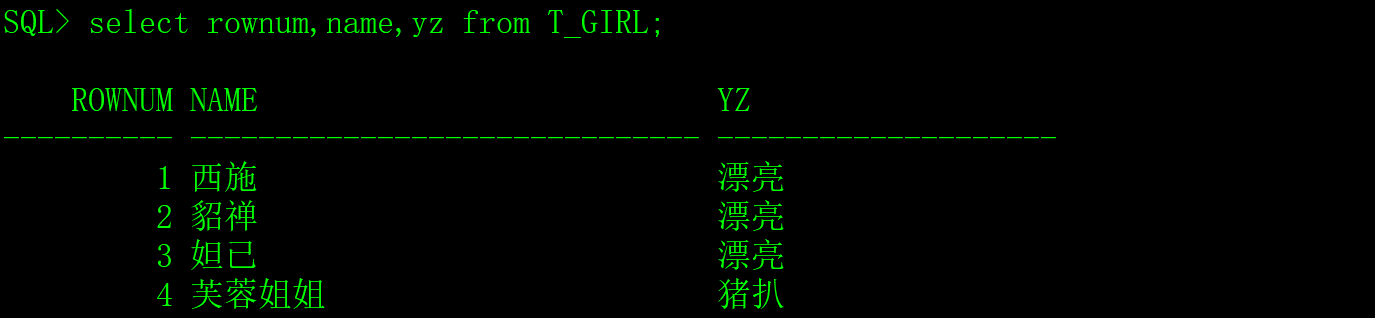 SQL> select rownum,name,yz from T_GIRL;
ROWNUM NAME YZ
---------- ------------------------------ --------------------
1 西施 漂亮
2 貂禅 漂亮
3 妲已 漂亮
4 芙蓉姐姐 猪扒